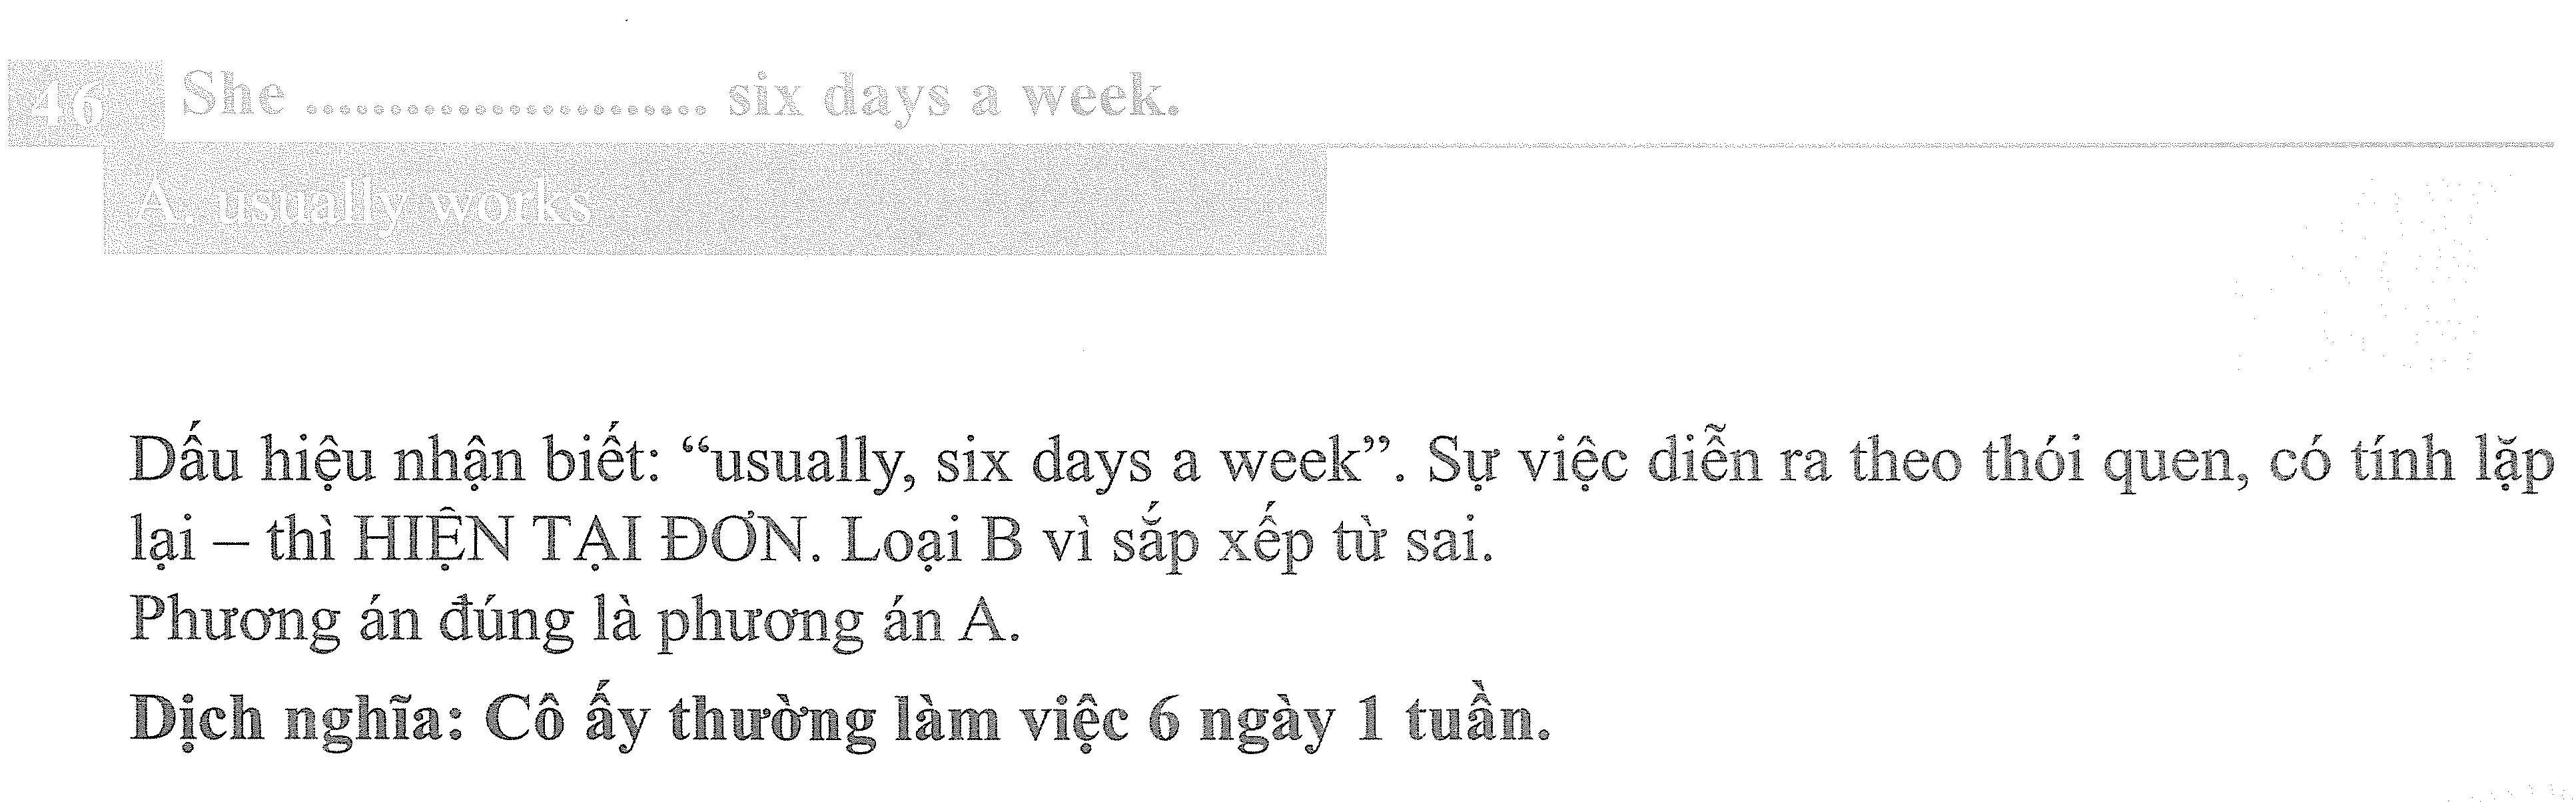 46 She ........................ six days a week.
A. usually works
Dấu hiệu nhận biết: “usually, six days a week”. Sự việc diễn ra theo thói quen, có tính lặp
lại – thì HIỆN TẠI ĐƠN. Loại B vì sắp xếp từ sai.
Phương án đúng là phương án A.
Dịch nghĩa: Cô ấy thường làm việc 6 ngày 1 tuần.